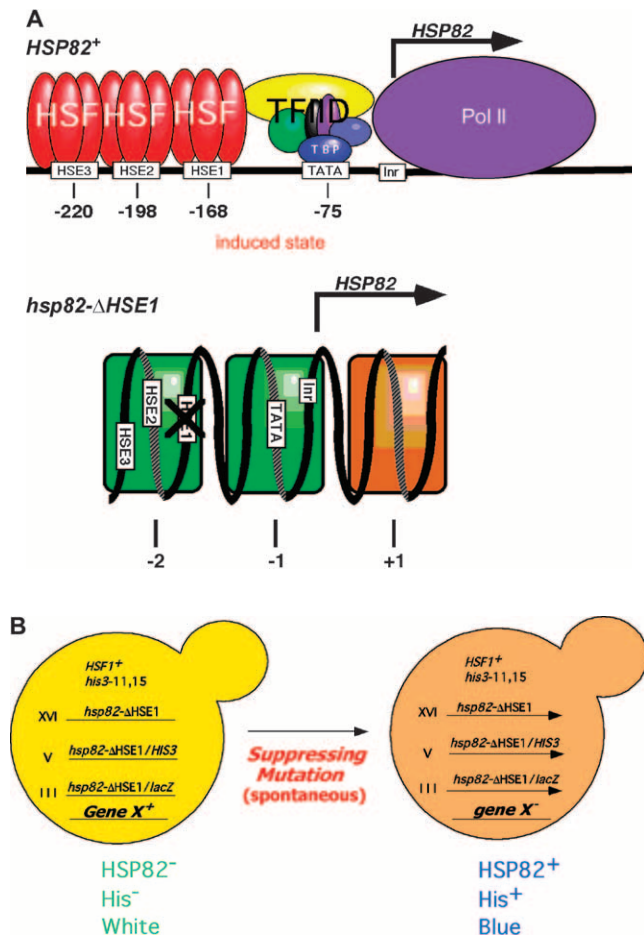 A
HSP82+
HSP82
HSF HSF HSF
TFIID
Pol II
TBP
HSE3 HSE2 HSE1 TATA Inr
-220 -198 -168 -75
induced state
hsp82-ΔHSE1
HSP82
HSE3 HSE2 HSE1 TATA Inr
-2 -1 +1
B
HSF1+
his3-11,15
XVI hsp82-ΔHSE1
V hsp82-ΔHSE1/HIS3
III hsp82-ΔHSE1/lacZ
Gene X+
HSP82-
His-
White
Suppressing
Mutation
(spontaneous)
HSF1+
his3-11,15
XVI hsp82-ΔHSE1
V hsp82-ΔHSE1/HIS3
III hsp82-ΔHSE1/lacZ
gene X-
HSP82+
His+
Blue